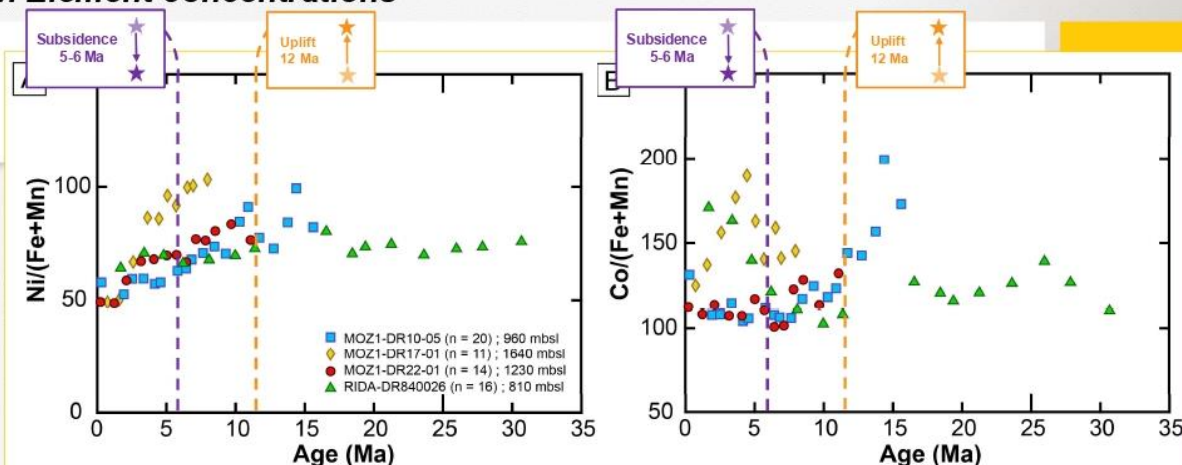 Element concentrations
Subsidence
5-6 Ma
Uplift
12 Ma
Subsidence
5-6 Ma
Uplift
12 Ma
A
B
Ni/(Fe+Mn)
100
50
0
MOZ1-DR10-05 (n = 20) ; 960 mbsl
MOZ1-DR17-01 (n = 11) ; 1640 mbsl
MOZ1-DR22-01 (n = 14) ; 1230 mbsl
RIDA-DR840026 (n = 16) ; 810 mbsl
0 5 10 15 20 25 30 35
Age (Ma)
Co/(Fe+Mn)
200
150
100
50
0 5 10 15 20 25 30 35
Age (Ma)